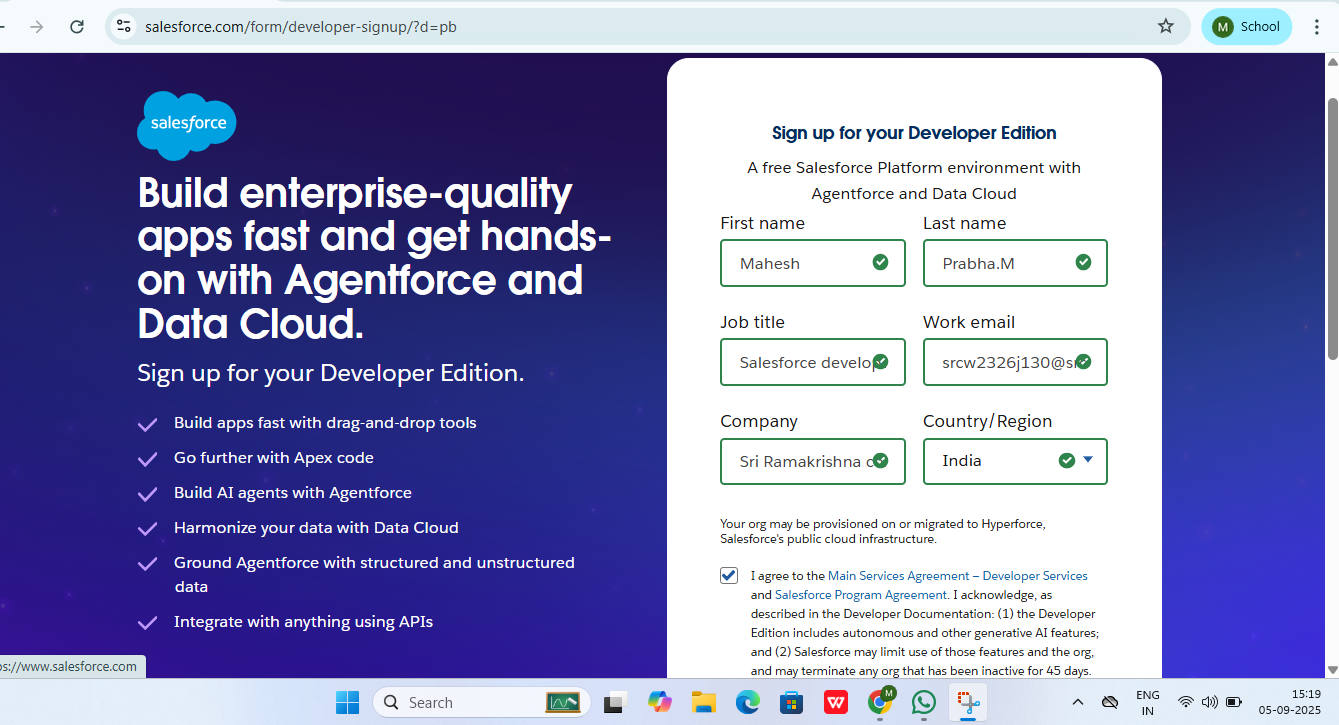 salesforce.com/form/developer-signup/?d=pb
M School
salesforce
Build enterprise-quality
apps fast and get hands-
on with Agentforce and
Data Cloud.
Sign up for your Developer Edition.
Build apps fast with drag-and-drop tools
Go further with Apex code
Build AI agents with Agentforce
Harmonize your data with Data Cloud
Ground Agentforce with structured and unstructured
data
Integrate with anything using APIs
Sign up for your Developer Edition
A free Salesforce Platform environment with
Agentforce and Data Cloud
First name Last name
Mahesh Prabha.M
Job title Work email
Salesforce develop srcw2326j130@sr
Company Country/Region
Sri Ramakrishna c India
Your org may be provisioned on or migrated to Hyperforce,
Salesforce's public cloud infrastructure.
I agree to the Main Services Agreement – Developer Services
and Salesforce Program Agreement. I acknowledge, as
described in the Developer Documentation: (1) the Developer
Edition includes autonomous and other generative AI features;
and (2) Salesforce may limit use of those features and the org,
and may terminate any org that has been inactive for 45 days.
ps://www.salesforce.com
Search
M
W
ENG
IN
15:19
05-09-2025